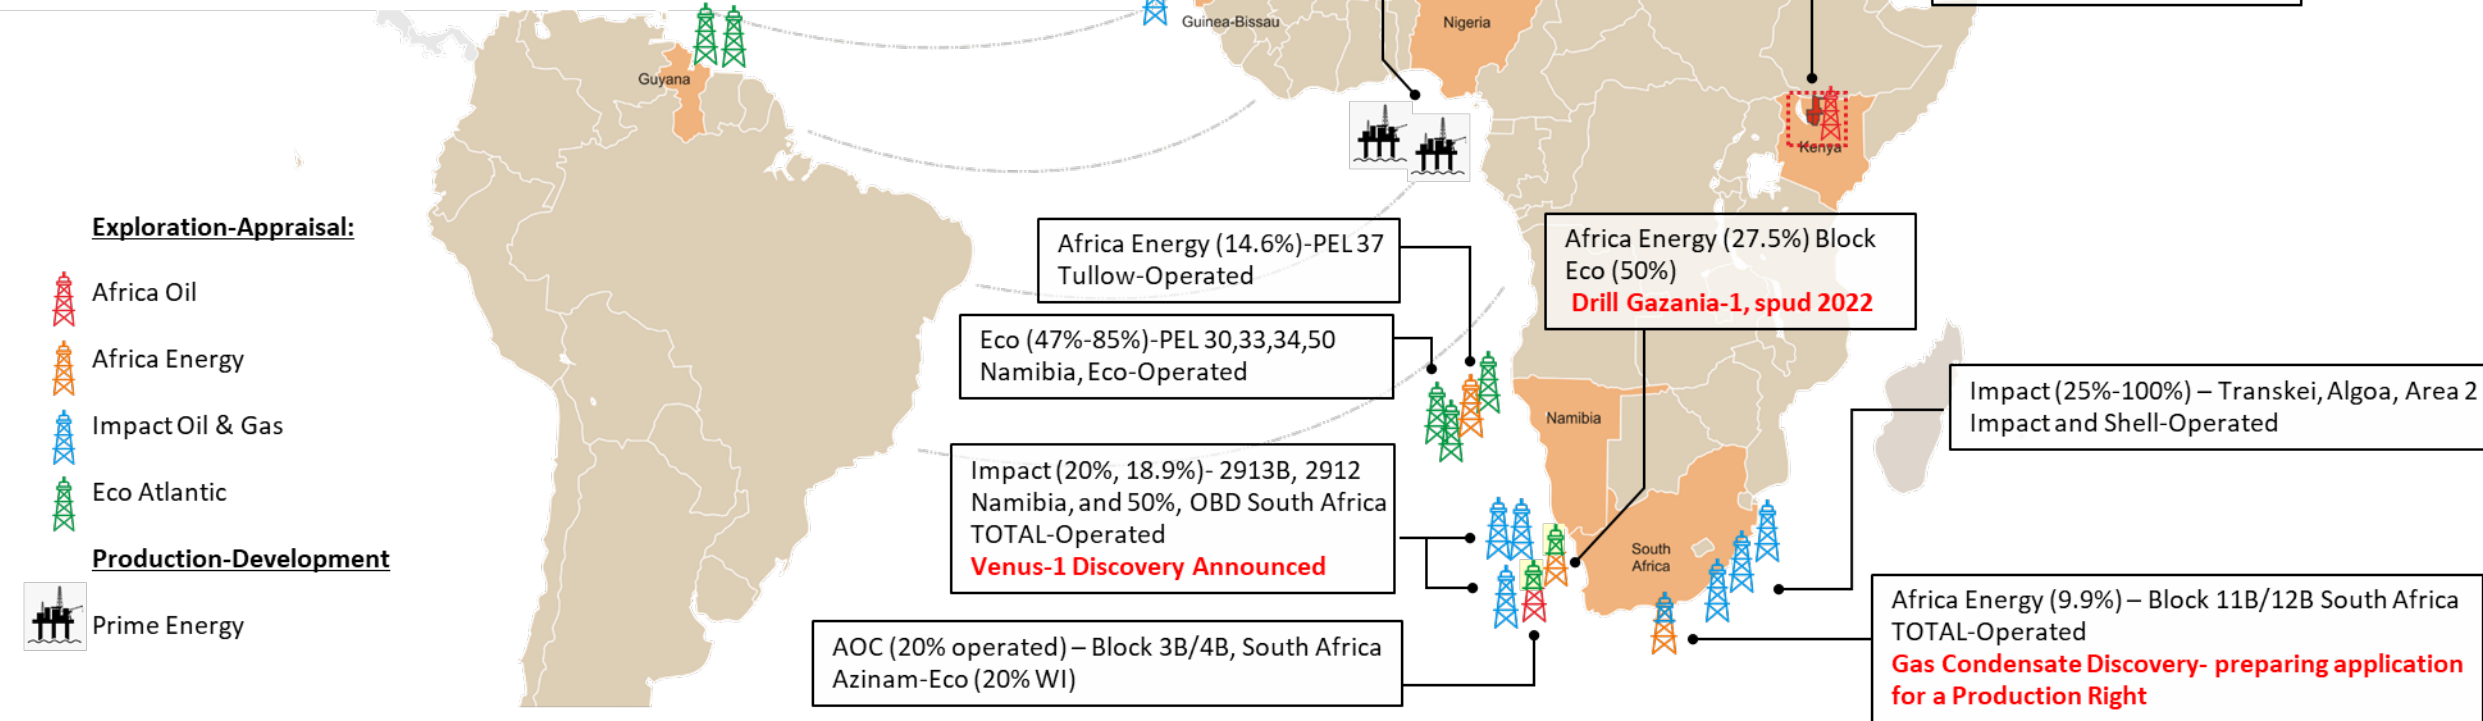 Guinea-Bissau
Nigeria
Guyana
Kenya
Exploration-Appraisal:
Africa Oil
Africa Energy
Impact Oil & Gas
Eco Atlantic
Production-Development
Prime Energy
Africa Energy (14.6%)-PEL 37
Tullow-Operated
Africa Energy (27.5%) Block
Eco (50%)
Drill Gazania-1, spud 2022
Eco (47%-85%)-PEL 30,33,34,50
Namibia, Eco-Operated
Impact (25%-100%) – Transkei, Algoa, Area 2
Impact and Shell-Operated
Namibia
Impact (20%, 18.9%)- 2913B, 2912
Namibia, and 50%, OBD South Africa
TOTAL-Operated
Venus-1 Discovery Announced
South
Africa
AOC (20% operated) – Block 3B/4B, South Africa
Azinam-Eco (20% WI)
Africa Energy (9.9%) – Block 11B/12B South Africa
TOTAL-Operated
Gas Condensate Discovery- preparing application
for a Production Right